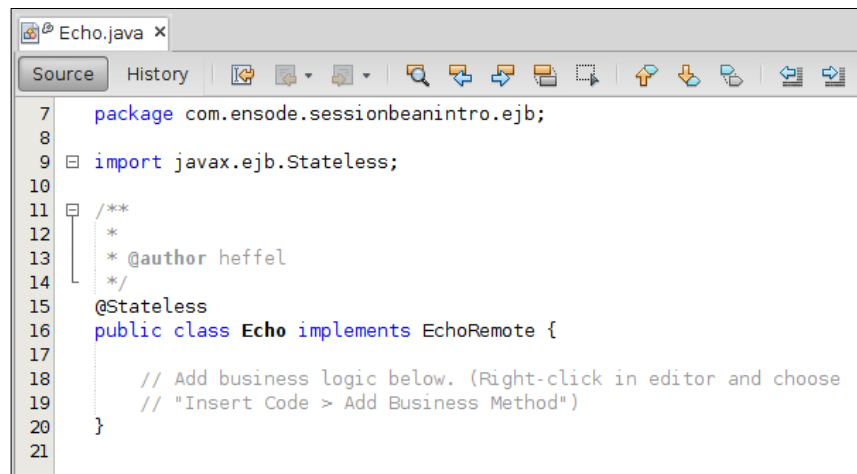 Echo.java
Source History
7 package com.ensode.sessionbeanintro.ejb;
8
9 import javax.ejb.Stateless;
10
11 /**
12 *
13 * @author heffel
14 */
15 @Stateless
16 public class Echo implements EchoRemote {
17
18 // Add business logic below. (Right-click in editor and choose
19 // "Insert Code > Add Business Method")
20 }
21